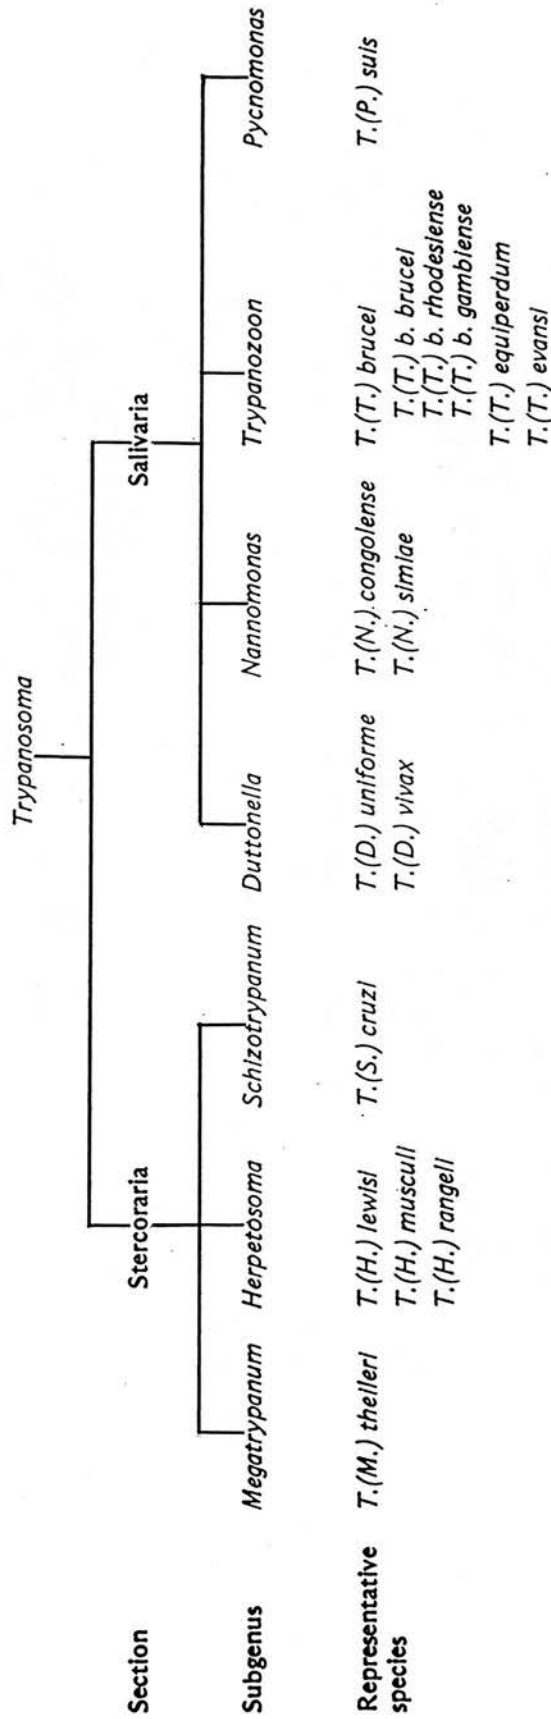 Trypanosoma
Section Stercoraria Salivaria
Subgenus Megatrypanum Herpetosoma Schizotrypanum Duttonella Nannomonas Trypanozoon Pycnomonas
Representative species T.(M.) theileri T.(H.) lewisi T.(S.) cruzi T.(D.) uniforme T.(N.) congolense T.(T.) brucei T.(P.) suis
T.(H.) musculi T.(D.) vivax T.(N.) simiae T.(T.) b. brucei
T.(H.) rangeli T.(T.) b. rhodesiense
T.(T.) b. gambiense
T.(T.) equiperdum
T.(T.) evansi